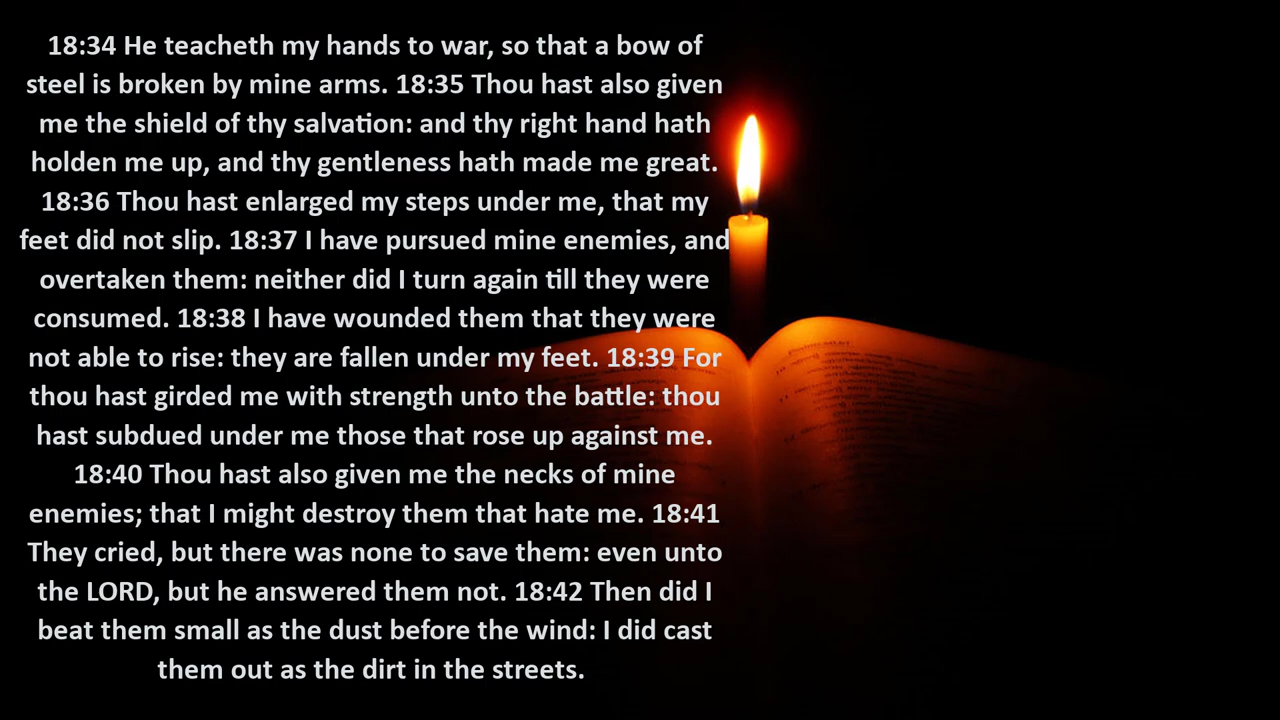 18:34 He teacheth my hands to war, so that a bow of
steel is broken by mine arms. 18:35 Thou hast also given
me the shield of thy salvation: and thy right hand hath
holden me up, and thy gentleness hath made me great.
18:36 Thou hast enlarged my steps under me, that my
feet did not slip. 18:37 I have pursued mine enemies, and
overtaken them: neither did I turn again till they were
consumed. 18:38 I have wounded them that they were
not able to rise: they are fallen under my feet. 18:39 For
thou hast girded me with strength unto the battle: thou
hast subdued under me those that rose up against me.
18:40 Thou hast also given me the necks of mine
enemies; that I might destroy them that hate me. 18:41
They cried, but there was none to save them: even unto
the LORD, but he answered them not. 18:42 Then did I
beat them small as the dust before the wind: I did cast
them out as the dirt in the streets.